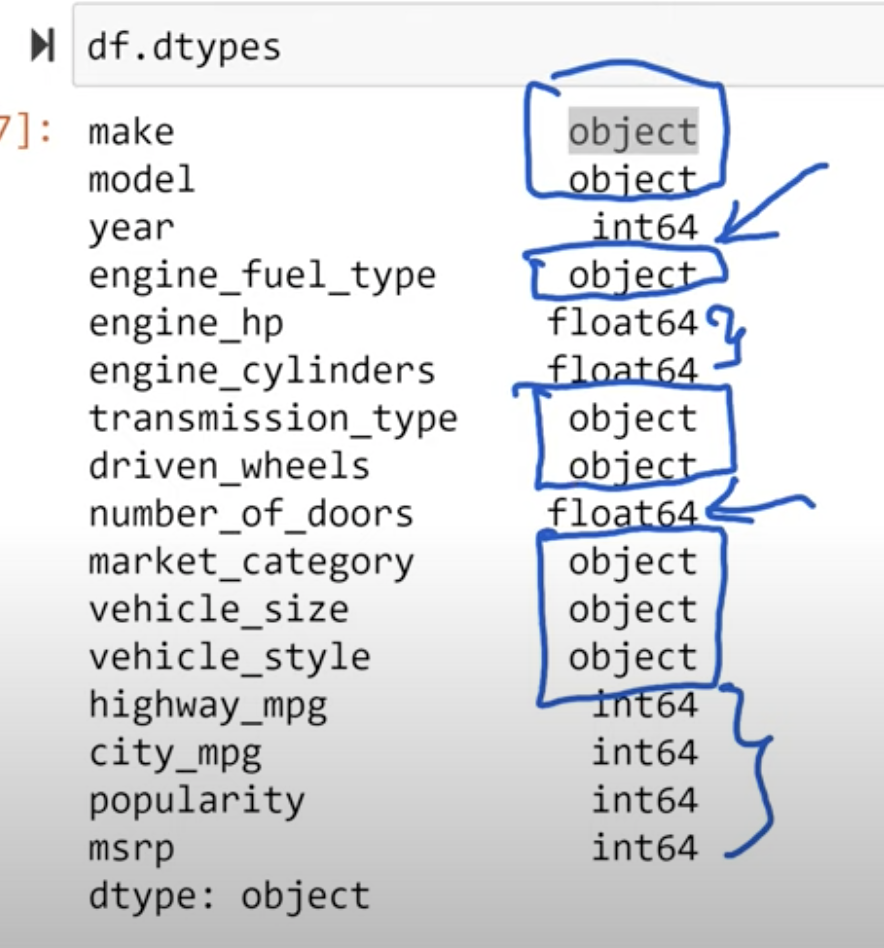 df.dtypes
7]:
make object
model object
year int64
engine_fuel_type object
engine_hp float64
engine_cylinders float64
transmission_type object
driven_wheels object
number_of_doors float64
market_category object
vehicle_size object
vehicle_style object
highway_mpg int64
city_mpg int64
popularity int64
msrp int64
dtype: object